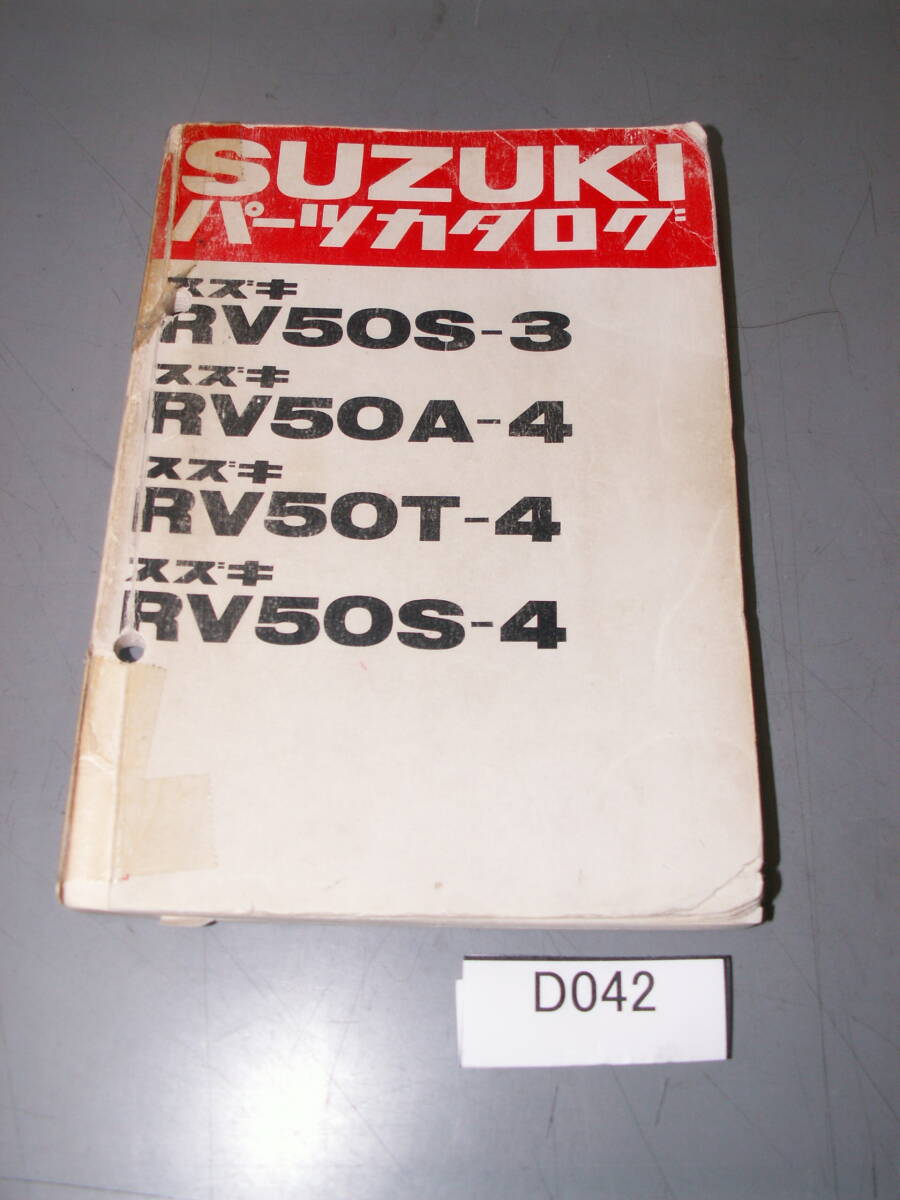 SUZUKI
パーツカタログ
スズキ
RV50S-3
スズキ
RV50A-4
スズキ
RV50T-4
スズキ
RV50S-4
D042